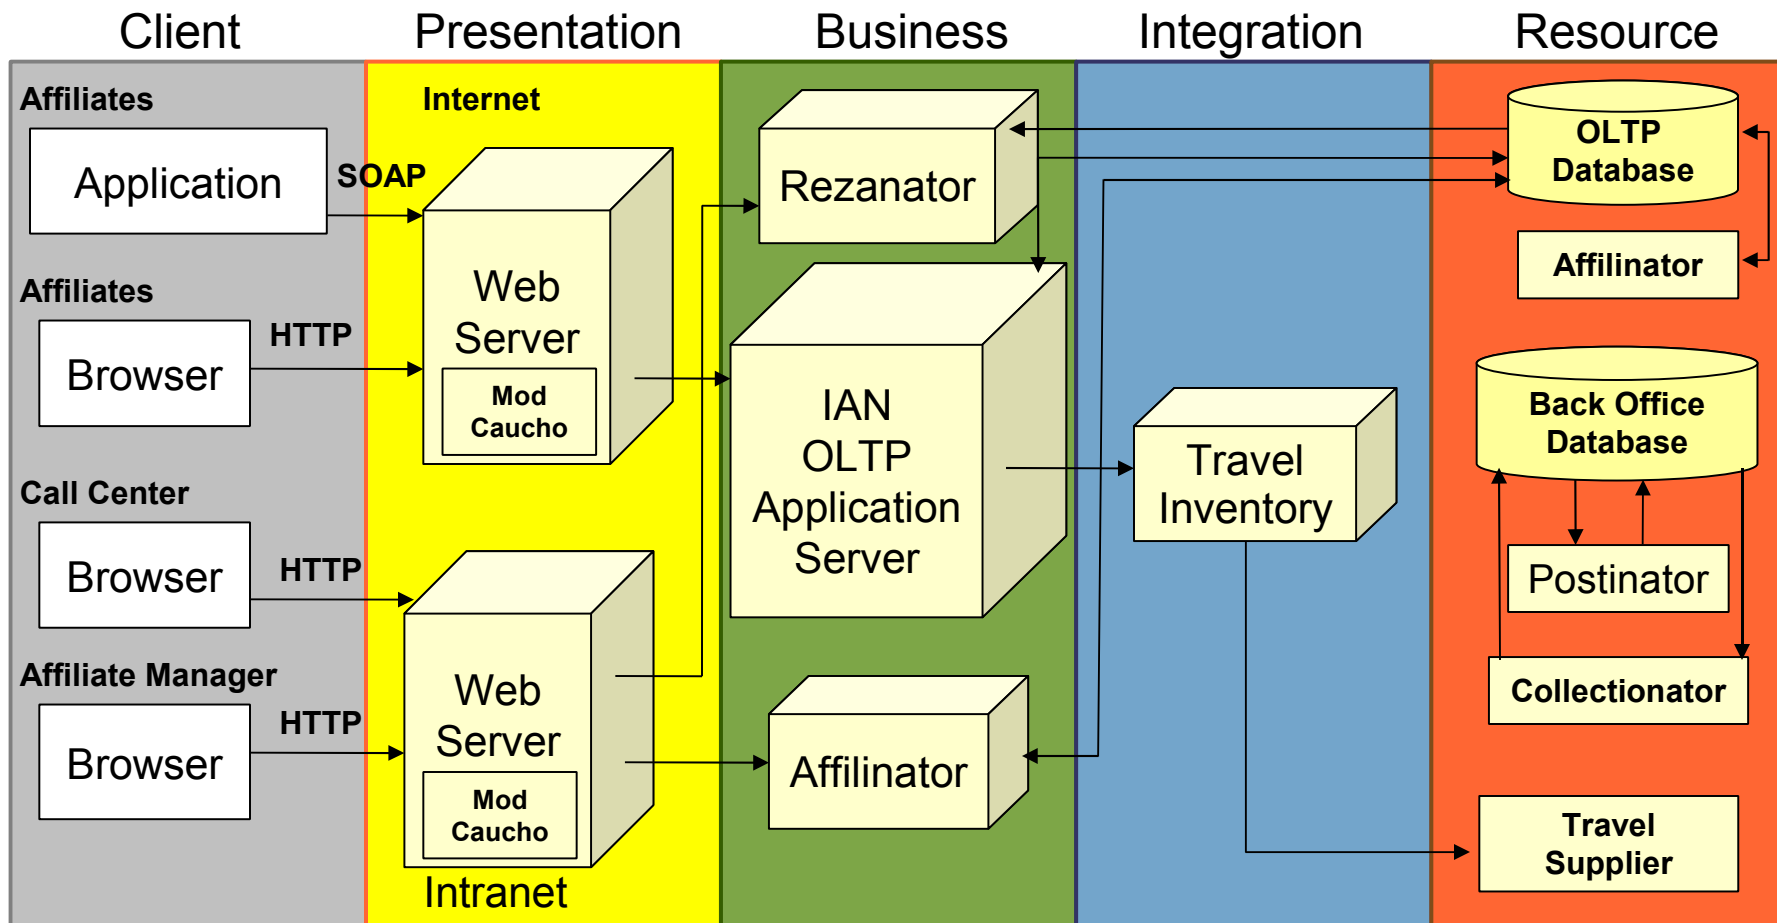 Client
Presentation
Business
Integration
Resource
Affiliates
Application
SOAP
Affiliates
Browser
HTTP
Call Center
Browser
HTTP
Affiliate Manager
Browser
HTTP
Internet
Web
Server
Mod
Caucho
Web
Server
Mod
Caucho
Intranet
Rezanator
IAN
OLTP
Application
Server
Affilinator
Travel
Inventory
OLTP
Database
Affilinator
Back Office
Database
Postinator
Collectionator
Travel
Supplier